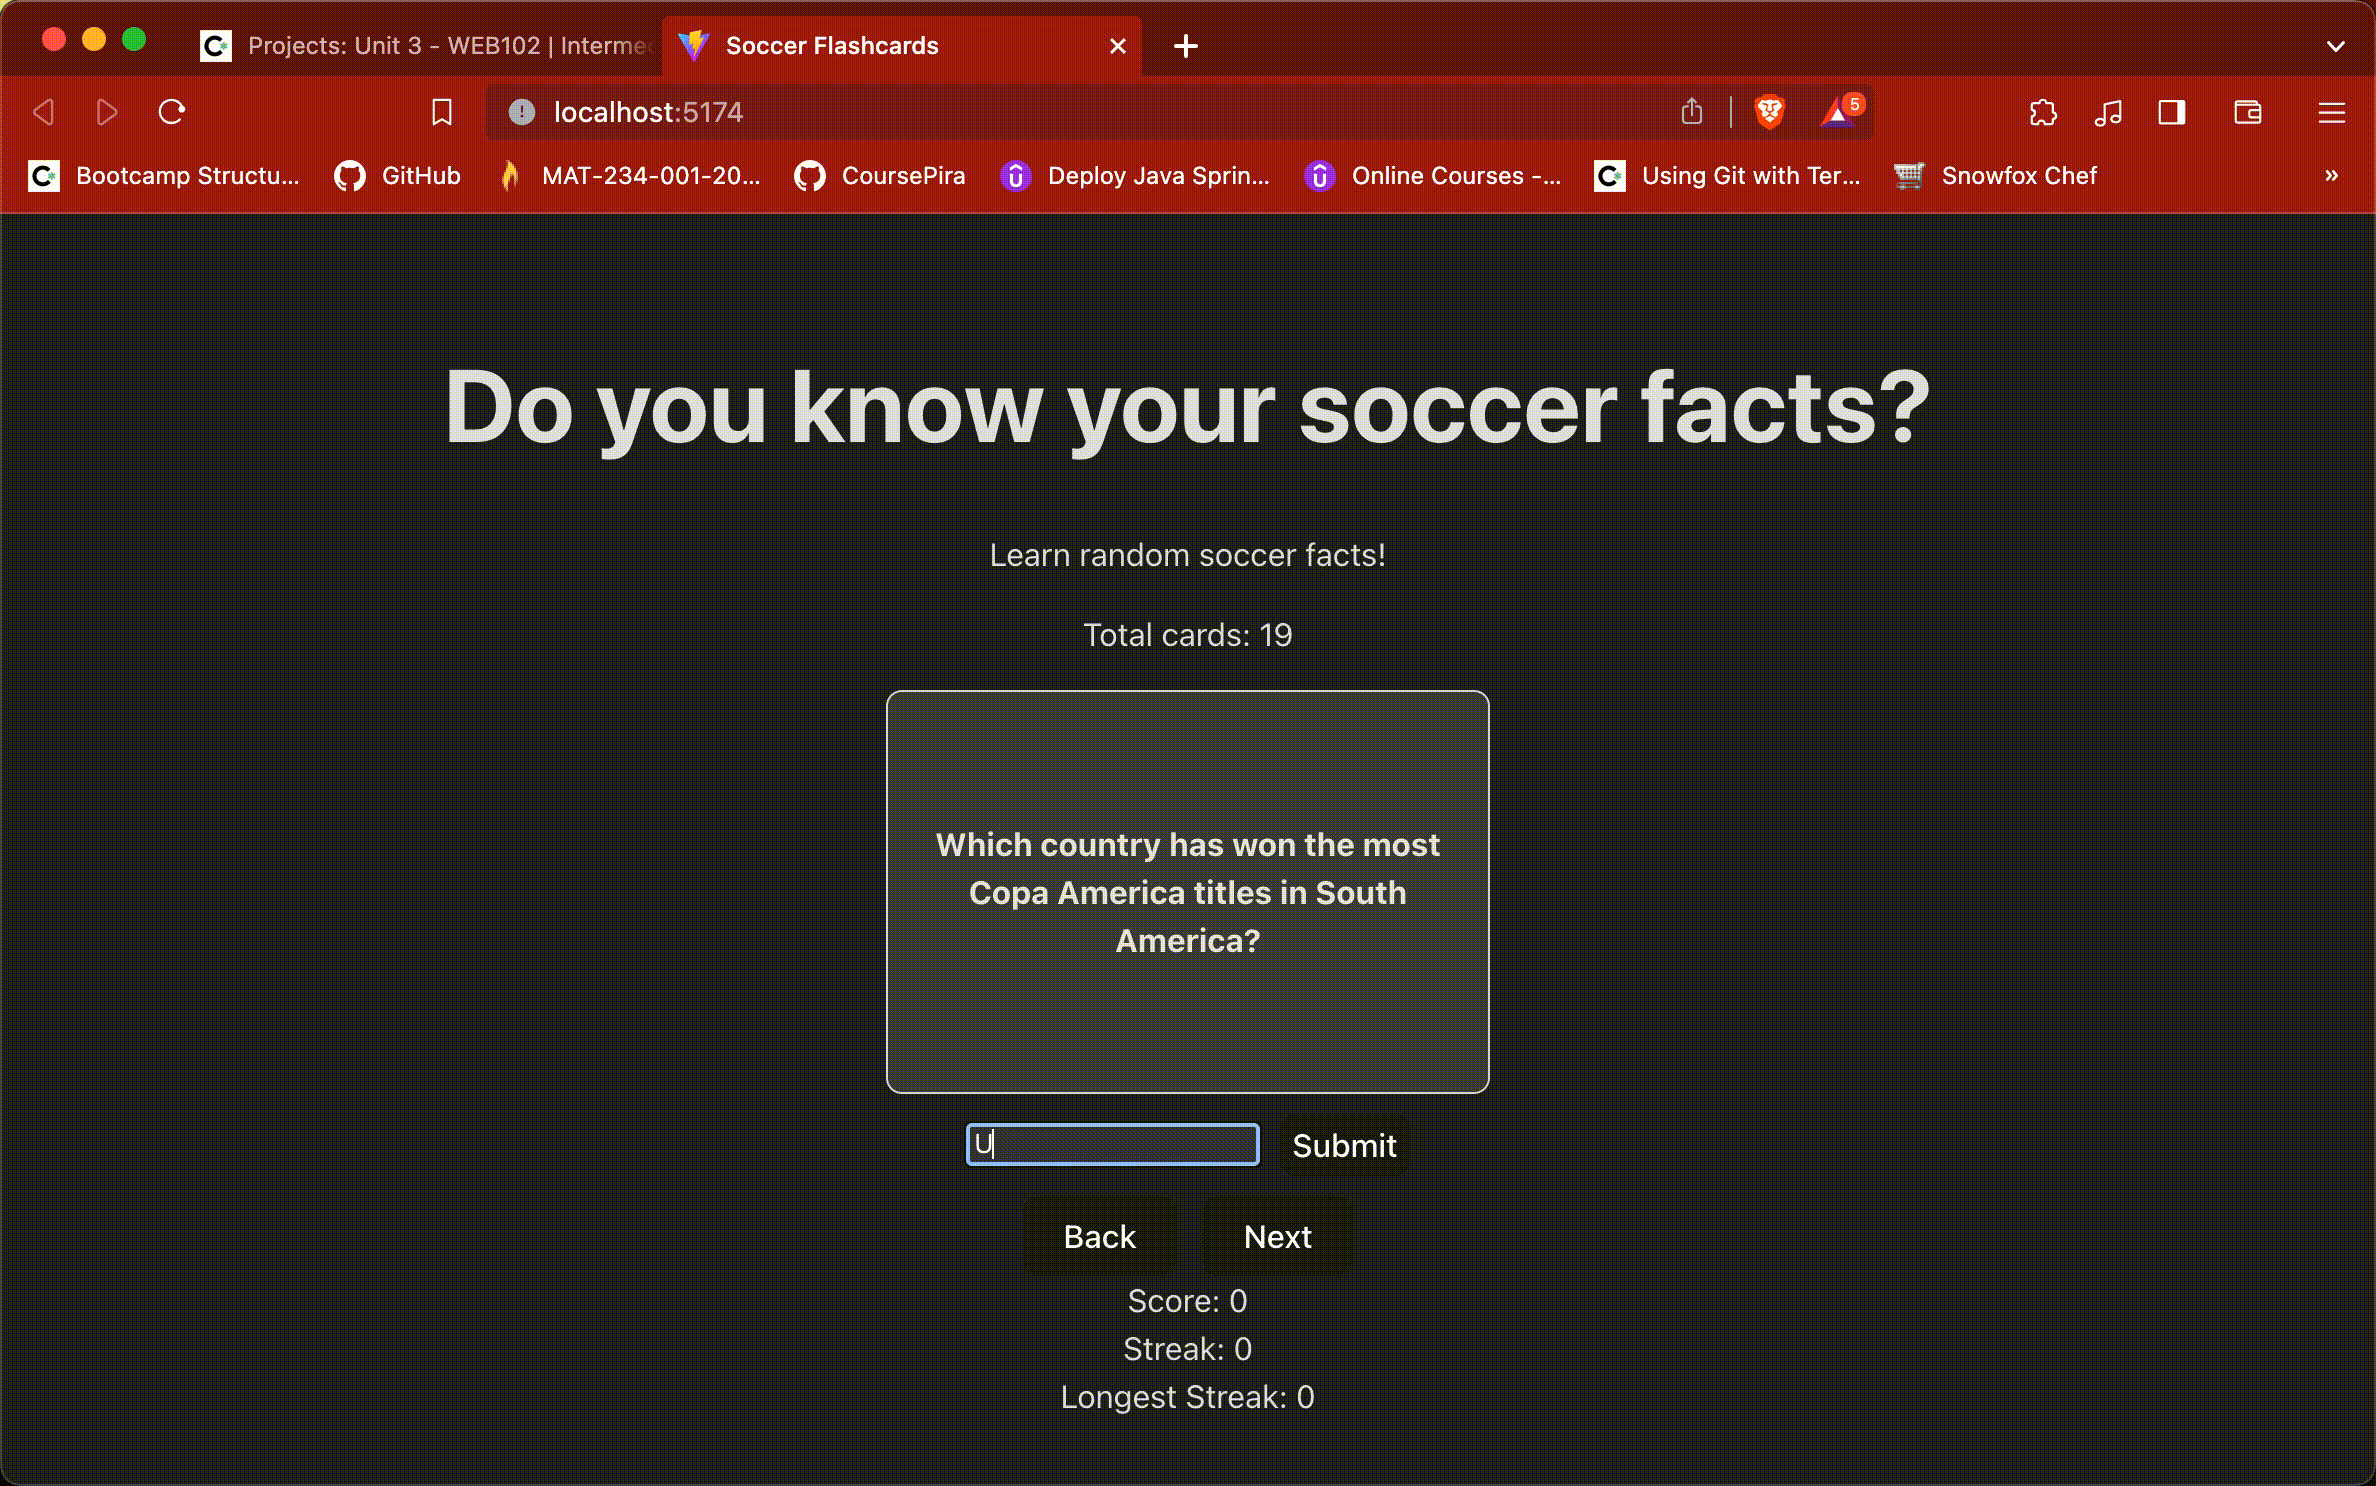 Projects: Unit 3 - WEB102 | Interme
Soccer Flashcards
localhost:5174
5
Bootcamp Structu... GitHub MAT-234-001-20... CoursePira Deploy Java Sprin... Online Courses -... Using Git with Ter... Snowfox Chef »
Do you know your soccer facts?
Learn random soccer facts!
Total cards: 19
Which country has won the most
Copa America titles in South
America?
U Submit
Back Next
Score: 0
Streak: 0
Longest Streak: 0